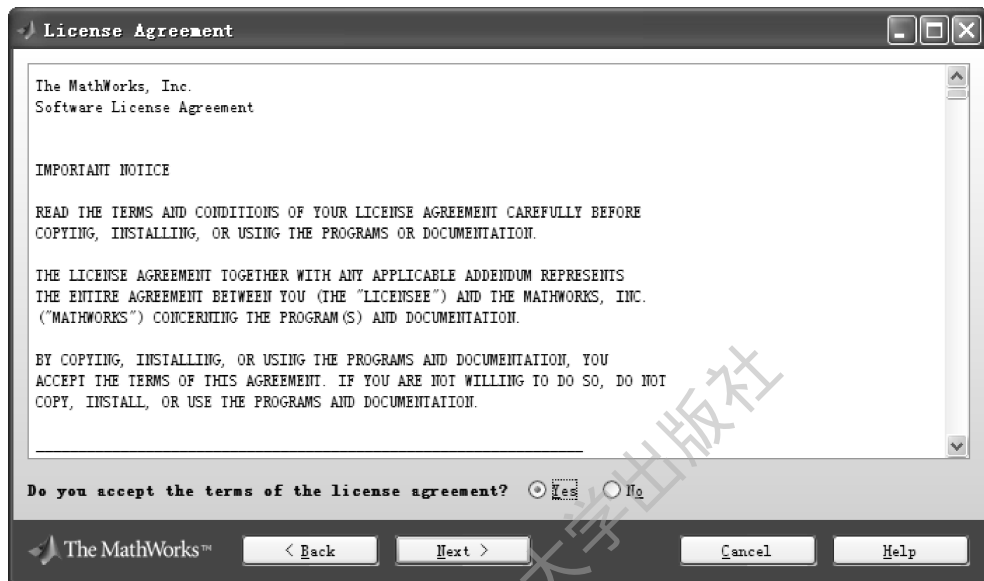 License Agreement
The MathWorks, Inc.
Software License Agreement
IMPORTANT NOTICE
READ THE TERMS AND CONDITIONS OF YOUR LICENSE AGREEMENT CAREFULLY BEFORE
COPYING, INSTALLING, OR USING THE PROGRAMS OR DOCUMENTATION.
THE LICENSE AGREEMENT TOGETHER WITH ANY APPLICABLE ADDENDUM REPRESENTS
THE ENTIRE AGREEMENT BETWEEN YOU (THE "LICENSEE") AND THE MATHWORKS, INC.
("MATHWORKS") CONCERNING THE PROGRAM(S) AND DOCUMENTATION.
BY COPYING, INSTALLING, OR USING THE PROGRAMS AND DOCUMENTATION, YOU
ACCEPT THE TERMS OF THIS AGREEMENT. IF YOU ARE NOT WILLING TO DO SO, DO NOT
COPY, INSTALL, OR USE THE PROGRAMS AND DOCUMENTATION.
Do you accept the terms of the license agreement? Yes No
The MathWorks™ < Back Next > Cancel Help
大学出版社